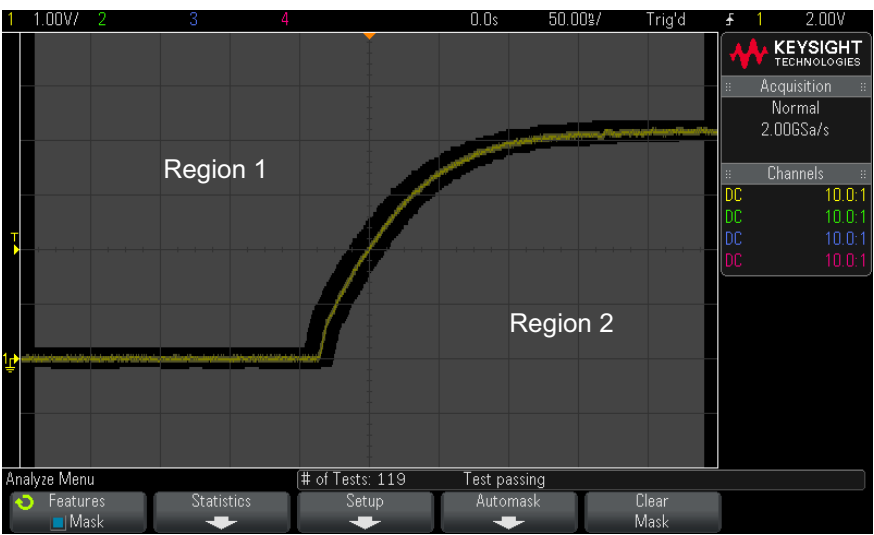 1 1.00V/ 2 3 4 0.0s 50.00ns/ Trig'd 1 2.00V
KEYSIGHT
TECHNOLOGIES
Acquisition
Normal
2.00GSa/s
Channels
DC 10.0:1
DC 10.0:1
DC 10.0:1
DC 10.0:1
Region 1
T
Region 2
1
Analyze Menu
# of Tests: 119 Test passing
Features
Mask
Statistics
Setup
Automask
Clear
Mask